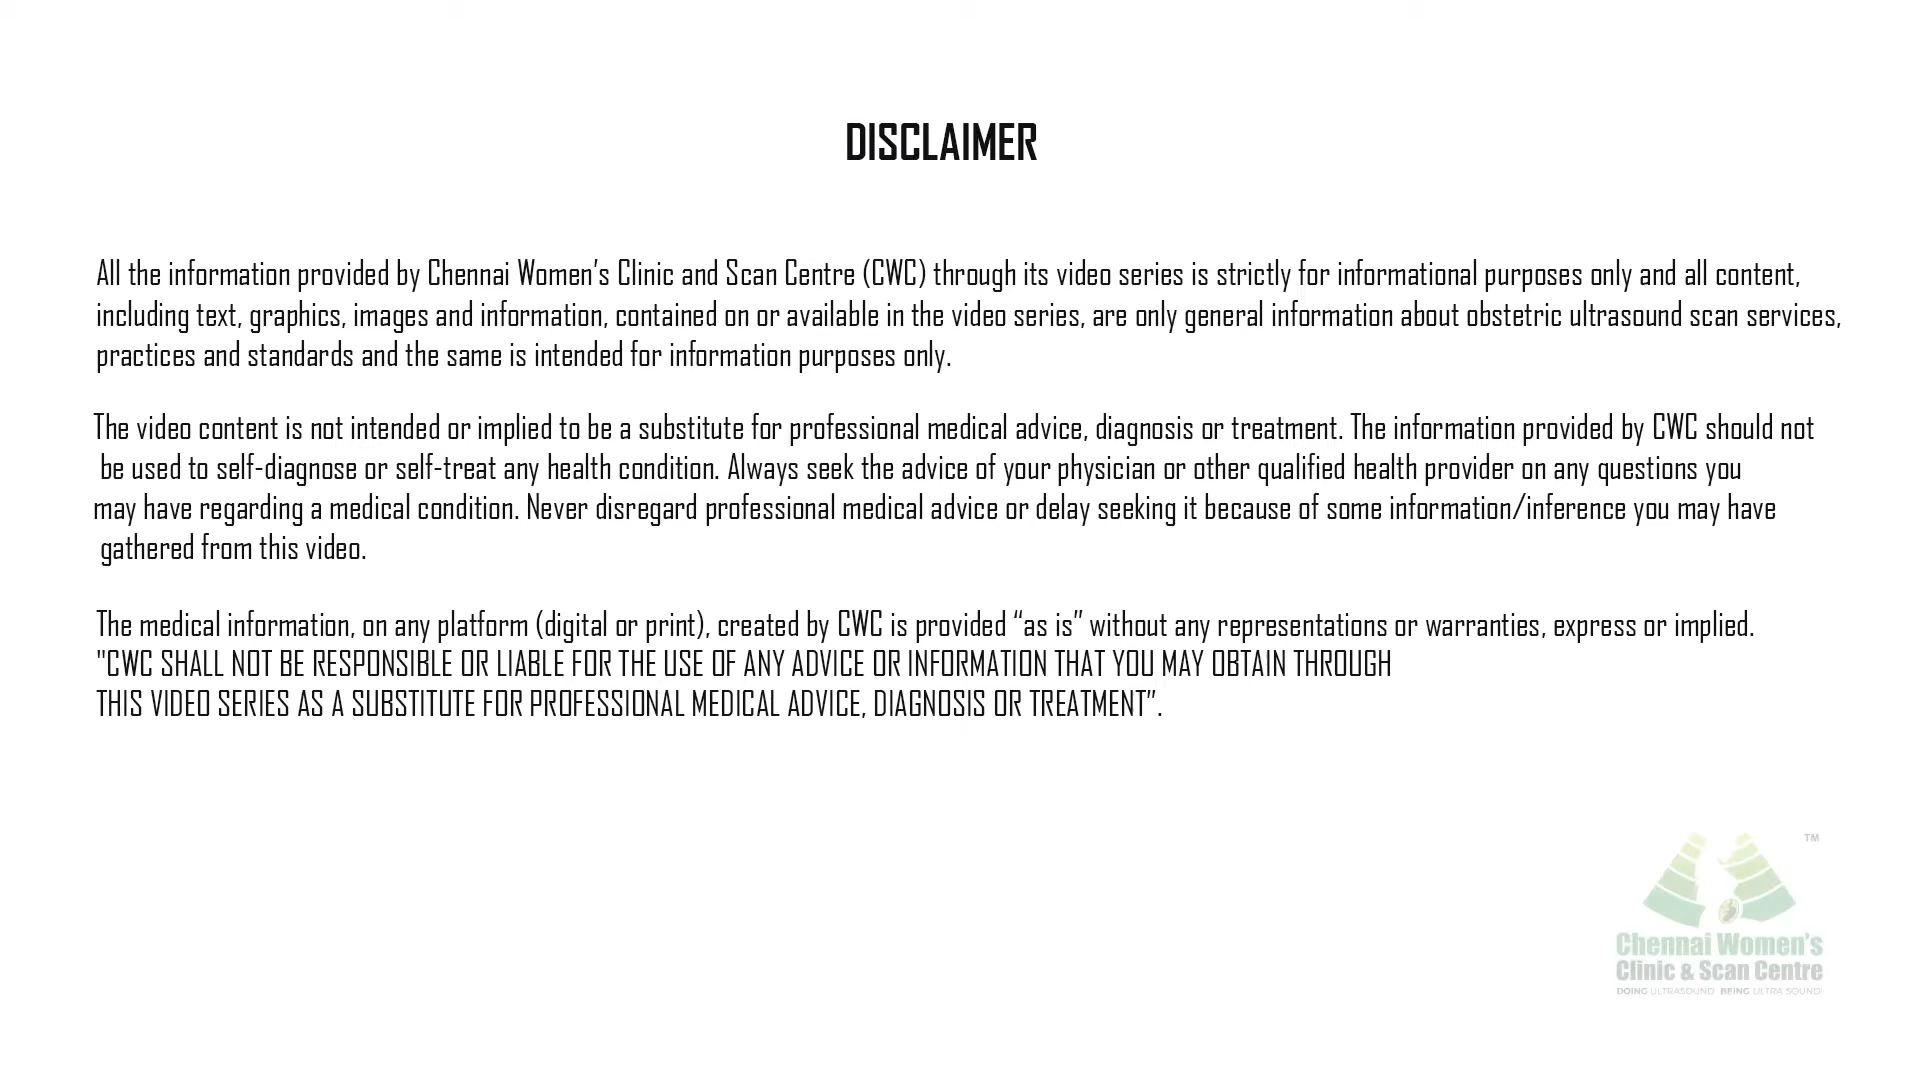 DISCLAIMER
All the information provided by Chennai Women's Clinic and Scan Centre (CWC) through its video series is strictly for informational purposes only and all content,
including text, graphics, images and information, contained on or available in the video series, are only general information about obstetric ultrasound scan services,
practices and standards and the same is intended for information purposes only.
The video content is not intended or implied to be a substitute for professional medical advice, diagnosis or treatment. The information provided by CWC should not
be used to self-diagnose or self-treat any health condition. Always seek the advice of your physician or other qualified health provider on any questions you
may have regarding a medical condition. Never disregard professional medical advice or delay seeking it because of some information/inference you may have
gathered from this video.
The medical information, on any platform (digital or print), created by CWC is provided “as is” without any representations or warranties, express or implied.
"CWC SHALL NOT BE RESPONSIBLE OR LIABLE FOR THE USE OF ANY ADVICE OR INFORMATION THAT YOU MAY OBTAIN THROUGH
THIS VIDEO SERIES AS A SUBSTITUTE FOR PROFESSIONAL MEDICAL ADVICE, DIAGNOSIS OR TREATMENT”.
TM
Chennai Women's
Clinic & Scan Centre
DOING ULTRASOUND BEING ULTRA SOUND!